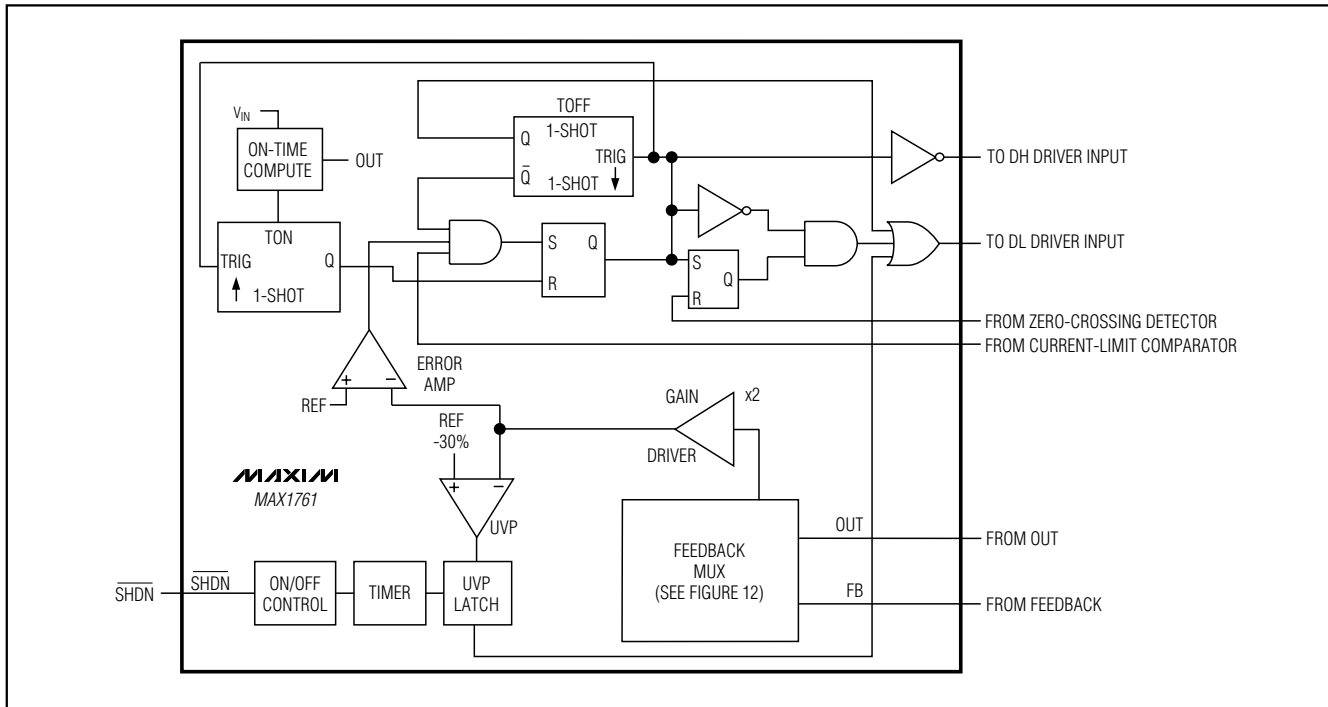 TOFF
1-SHOT
Q
TRIG
Q̅
1-SHOT
V_IN
ON-TIME
COMPUTE
OUT
TON
TRIG
Q
1-SHOT
S
Q
R
S
Q
R
TO DH DRIVER INPUT
TO DL DRIVER INPUT
FROM ZERO-CROSSING DETECTOR
FROM CURRENT-LIMIT COMPARATOR
+
−
ERROR
AMP
REF
REF
-30%
GAIN
x2
DRIVER
MAXIM
MAX1761
+
−
UVP
FEEDBACK
MUX
(SEE FIGURE 12)
OUT
FROM OUT
FB
FROM FEEDBACK
S̅H̅D̅N̅
S̅H̅D̅N̅
ON/OFF
CONTROL
TIMER
UVP
LATCH